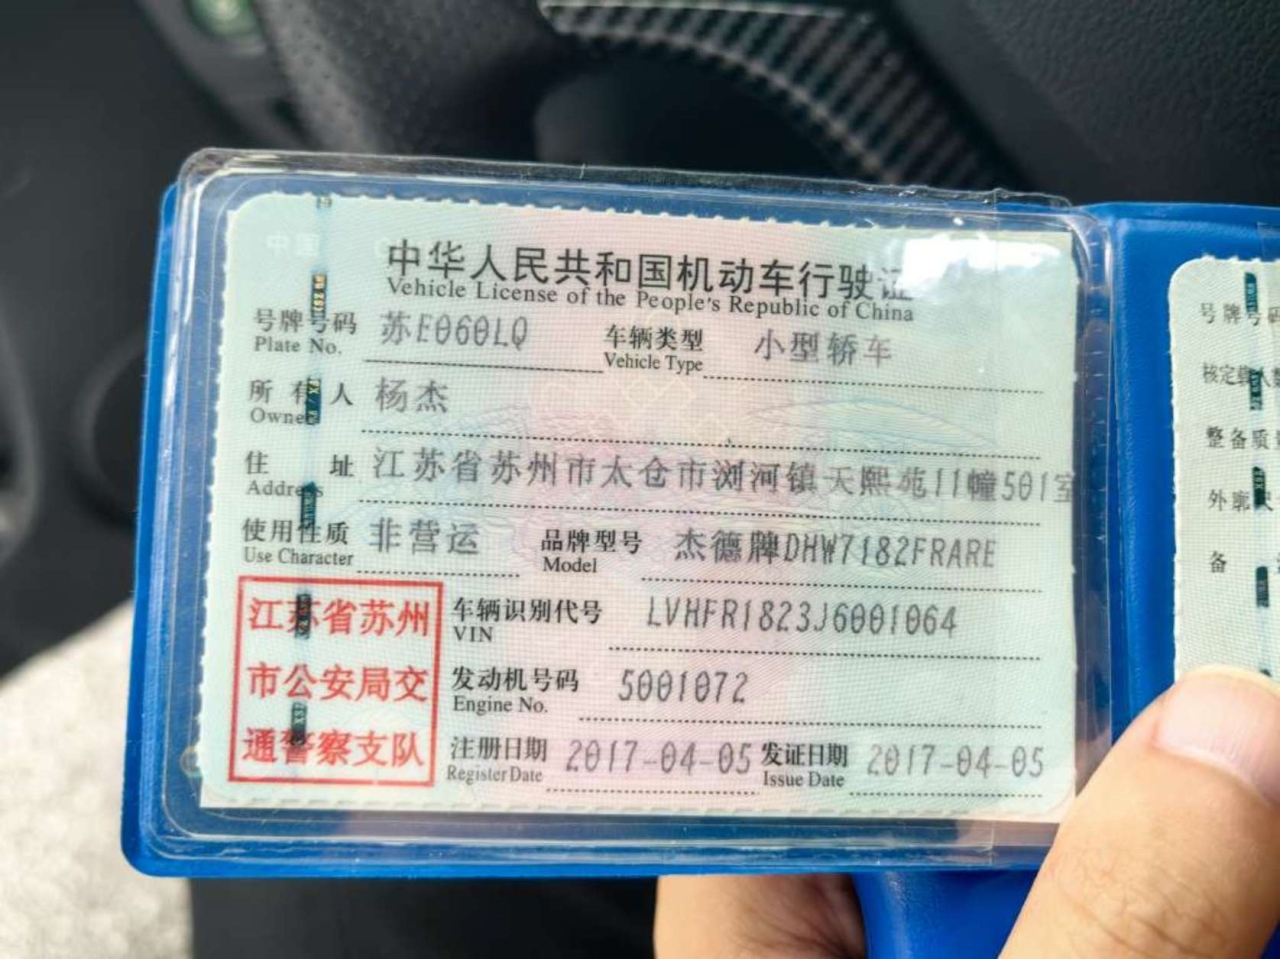 中华人民共和国机动车行驶证
Vehicle License of the People's Republic of China
号牌号码 苏E060LQ 车辆类型 小型轿车
Plate No. Vehicle Type
所有人 杨杰
Owner
住 址 江苏省苏州市太仓市浏河镇天熙苑11幢501室
Address
使用性质 非营运 品牌型号 杰德牌DHW7182FRARE
Use Character Model
江苏省苏州
市公安局交
通警察支队
车辆识别代号 LVHFR1823J6001064
VIN
发动机号码 5001072
Engine No.
注册日期 2017-04-05 发证日期 2017-04-05
Register Date Issue Date
号牌号码
核定载人数
整备质
外廓尺
备